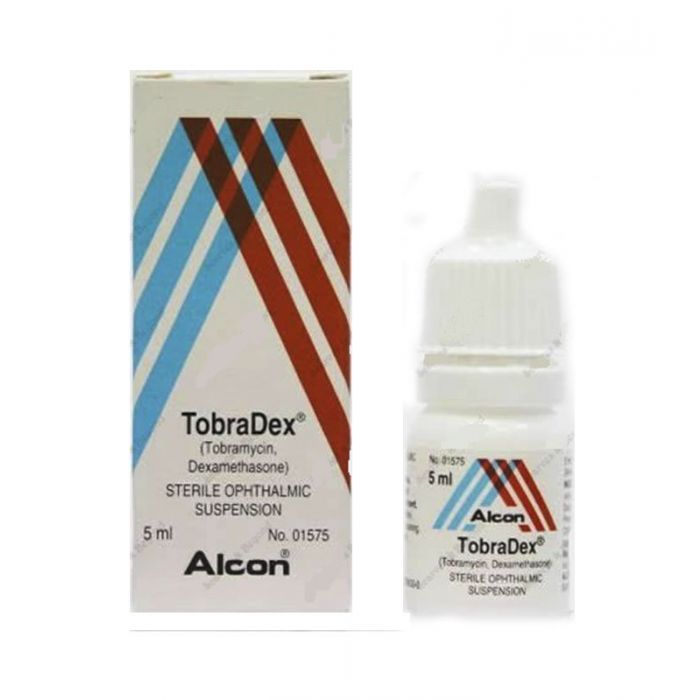 TobraDex®
(Tobramycin,
Dexamethasone)
STERILE OPHTHALMIC
SUSPENSION
5 ml No. 01575
Alcon®
No. 01575
5 ml
Alcon
TobraDex®
(Tobramycin, Dexamethasone)
STERILE OPHTHALMIC
SUSPENSION